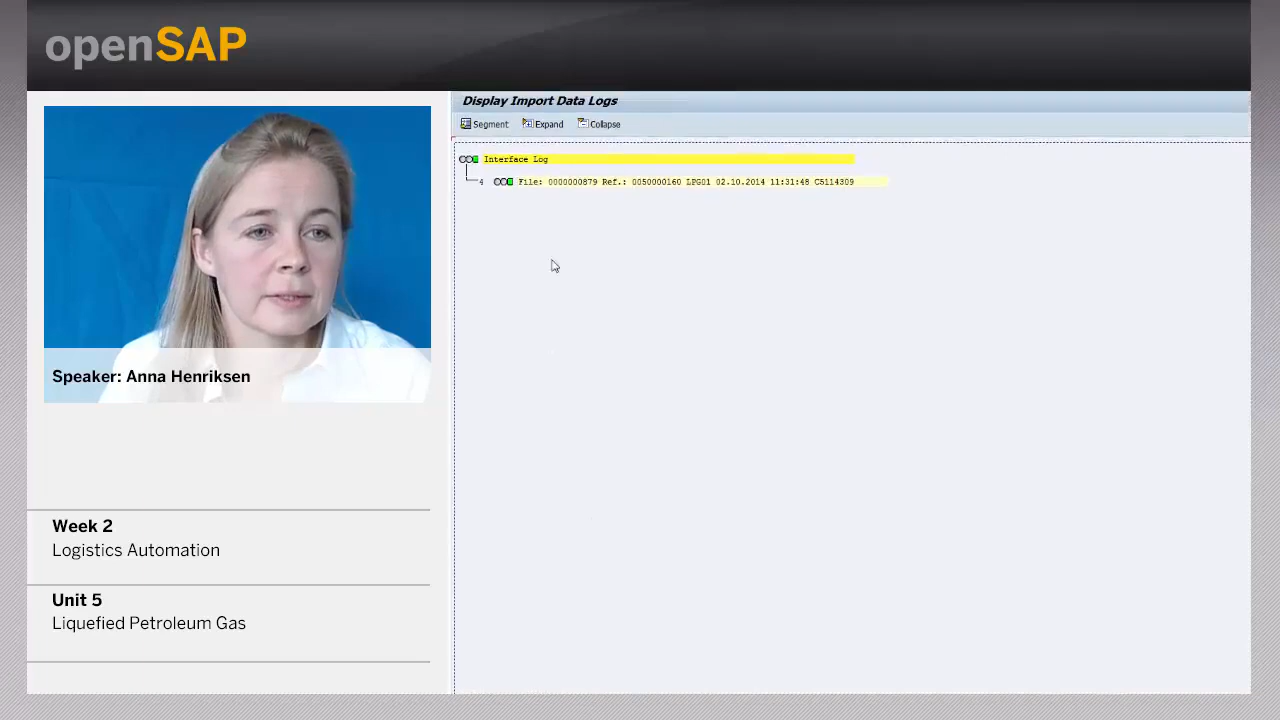 openSAP
Display Import Data Logs
Segment Expand Collapse
Interface Log
4 File: 0000000879 Ref.: 0050000160 LPG01 02.10.2014 11:31:48 C5114309
Speaker: Anna Henriksen
Week 2
Logistics Automation
Unit 5
Liquefied Petroleum Gas